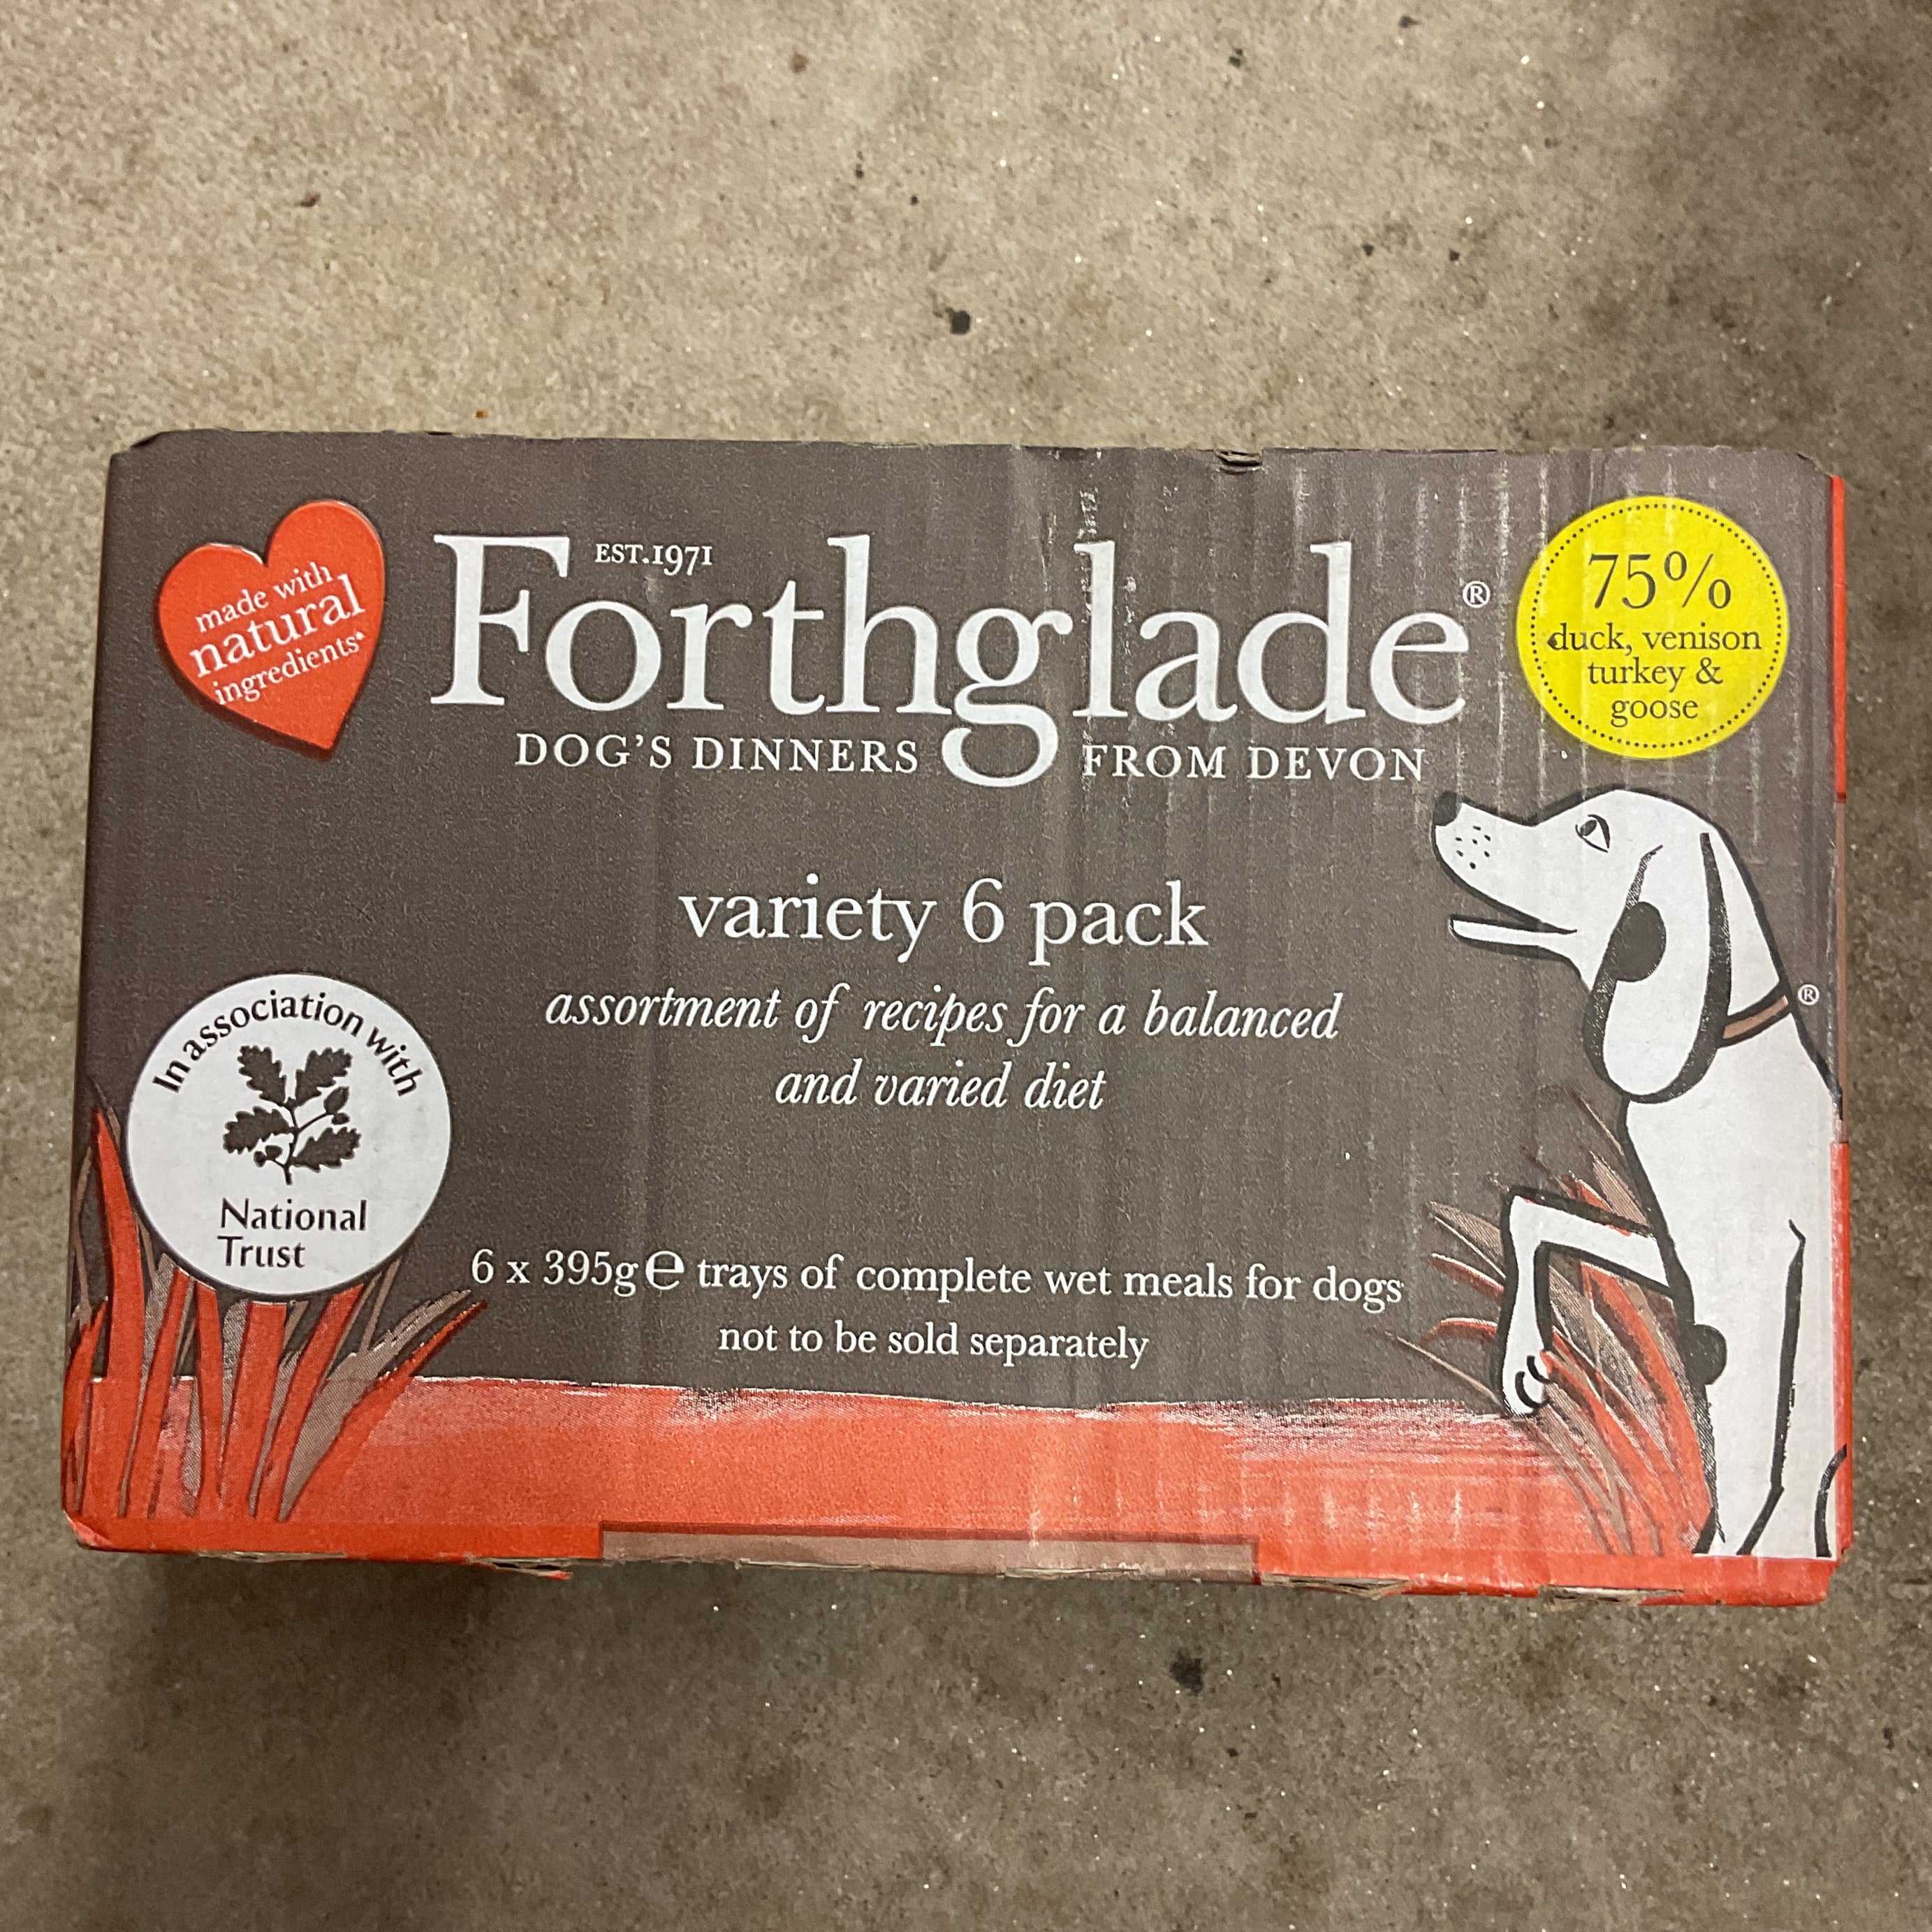 made with
natural
ingredients*
EST.1971
Forthglade®
DOG'S DINNERS FROM DEVON
75%
duck, venison
turkey &
goose
variety 6 pack
assortment of recipes for a balanced
and varied diet
®
In association with
National
Trust
6 x 395g℮ trays of complete wet meals for dogs
not to be sold separately